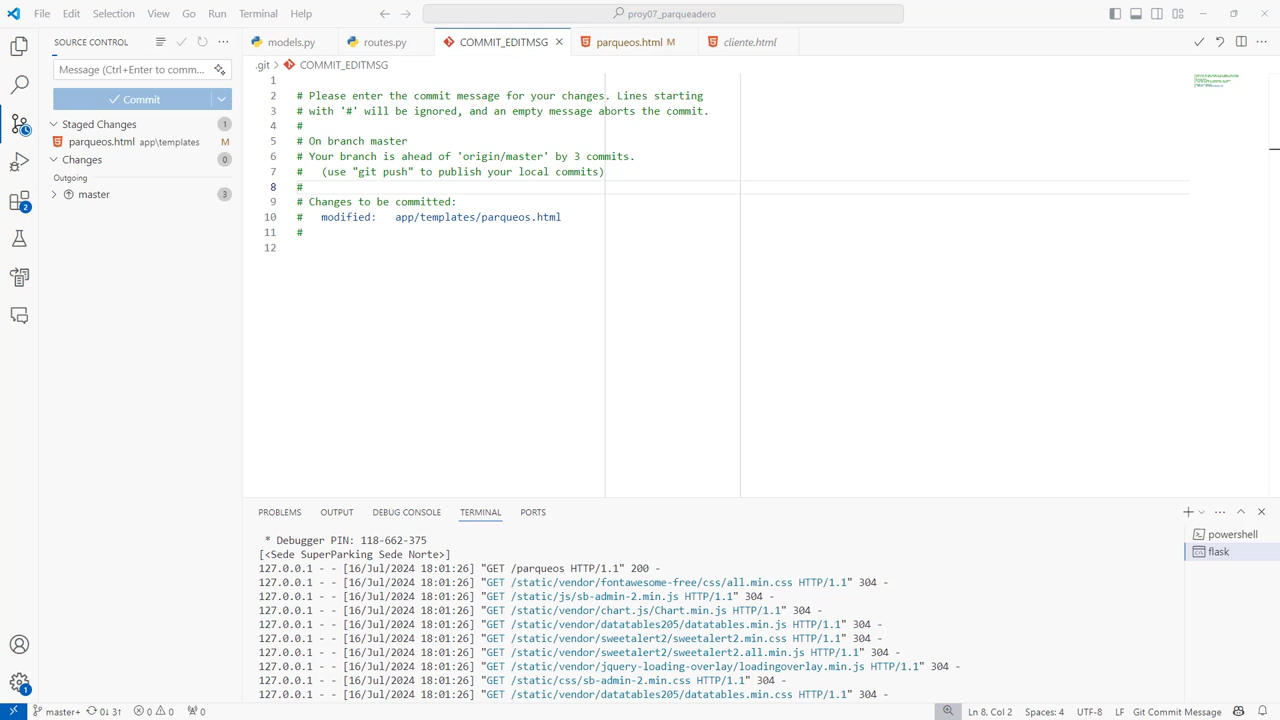 File Edit Selection View Go Run Terminal Help
proy07_parqueadero
SOURCE CONTROL
Message (Ctrl+Enter to comm...
Commit
Staged Changes 1
parqueos.html app\templates M
Changes 0
Outgoing
master 3
models.py routes.py COMMIT_EDITMSG parqueos.html M cliente.html
.git > COMMIT_EDITMSG
1
2 # Please enter the commit message for your changes. Lines starting
3 # with '#' will be ignored, and an empty message aborts the commit.
4 #
5 # On branch master
6 # Your branch is ahead of 'origin/master' by 3 commits.
7 #   (use "git push" to publish your local commits)
8 #
9 # Changes to be committed:
10 #   modified:   app/templates/parqueos.html
11 #
12
PROBLEMS OUTPUT DEBUG CONSOLE TERMINAL PORTS
powershell
flask
 * Debugger PIN: 118-662-375
[<Sede SuperParking Sede Norte>]
127.0.0.1 - - [16/Jul/2024 18:01:26] "GET /parqueos HTTP/1.1" 200 -
127.0.0.1 - - [16/Jul/2024 18:01:26] "GET /static/vendor/fontawesome-free/css/all.min.css HTTP/1.1" 304 -
127.0.0.1 - - [16/Jul/2024 18:01:26] "GET /static/js/sb-admin-2.min.js HTTP/1.1" 304 -
127.0.0.1 - - [16/Jul/2024 18:01:26] "GET /static/vendor/chart.js/Chart.min.js HTTP/1.1" 304 -
127.0.0.1 - - [16/Jul/2024 18:01:26] "GET /static/vendor/datatables205/datatables.min.js HTTP/1.1" 304 -
127.0.0.1 - - [16/Jul/2024 18:01:26] "GET /static/vendor/sweetalert2/sweetalert2.min.css HTTP/1.1" 304 -
127.0.0.1 - - [16/Jul/2024 18:01:26] "GET /static/vendor/sweetalert2/sweetalert2.all.min.js HTTP/1.1" 304 -
127.0.0.1 - - [16/Jul/2024 18:01:26] "GET /static/vendor/jquery-loading-overlay/loadingoverlay.min.js HTTP/1.1" 304 -
127.0.0.1 - - [16/Jul/2024 18:01:26] "GET /static/css/sb-admin-2.min.css HTTP/1.1" 304 -
127.0.0.1 - - [16/Jul/2024 18:01:26] "GET /static/vendor/datatables205/datatables.min.css HTTP/1.1" 304 -
2
1
master+ 0↓ 3↑ 0 0 0 Ln 8, Col 2 Spaces: 4 UTF-8 LF Git Commit Message